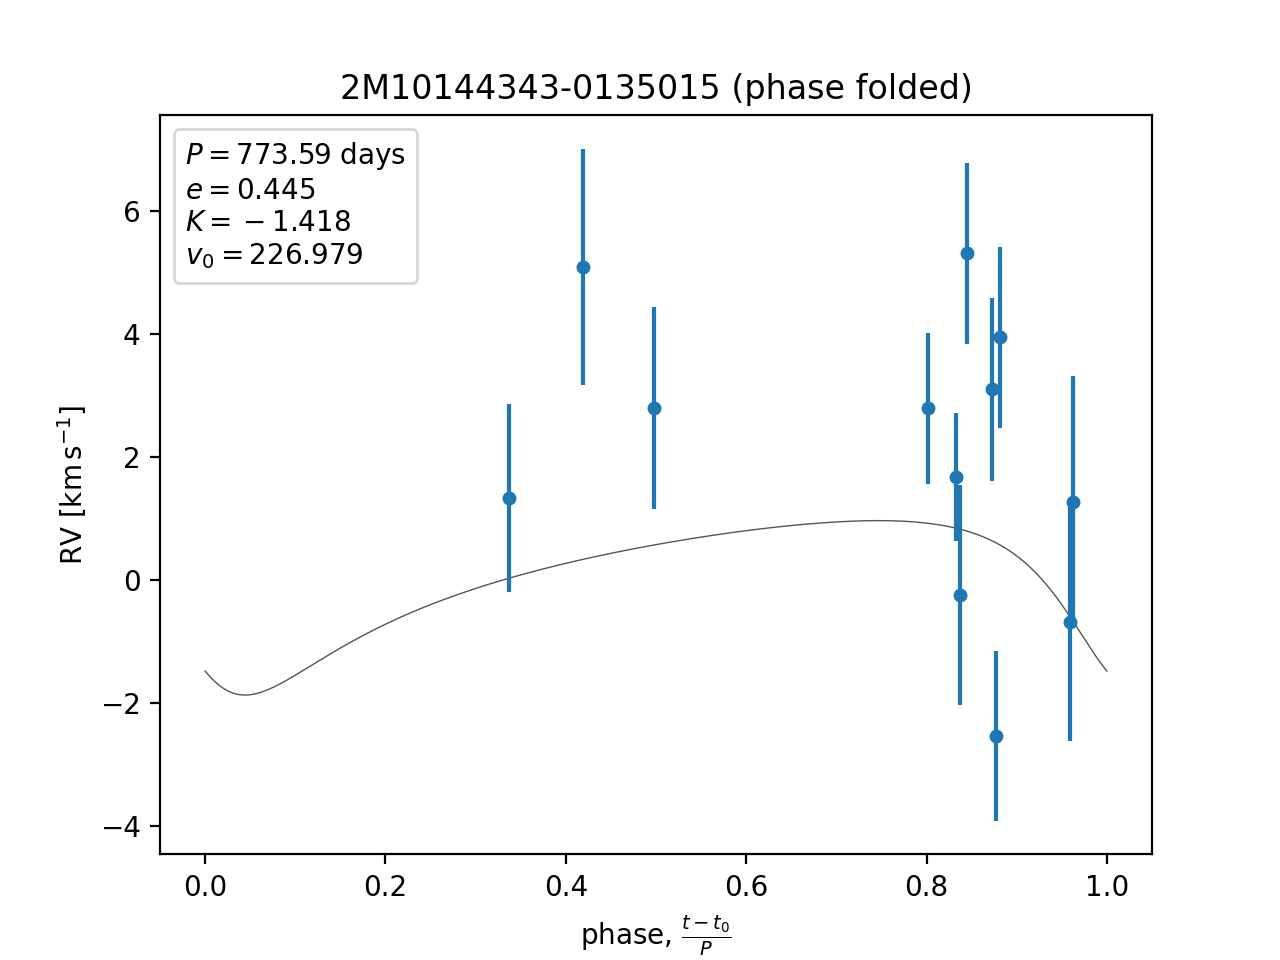 2M10144343-0135015 (phase folded)
P = 773.59 days
e = 0.445
K = −1.418
v₀ = 226.979
6
4
2
0
−2
−4
RV [km s⁻¹]
0.0 0.2 0.4 0.6 0.8 1.0
phase, (t − t₀)/P